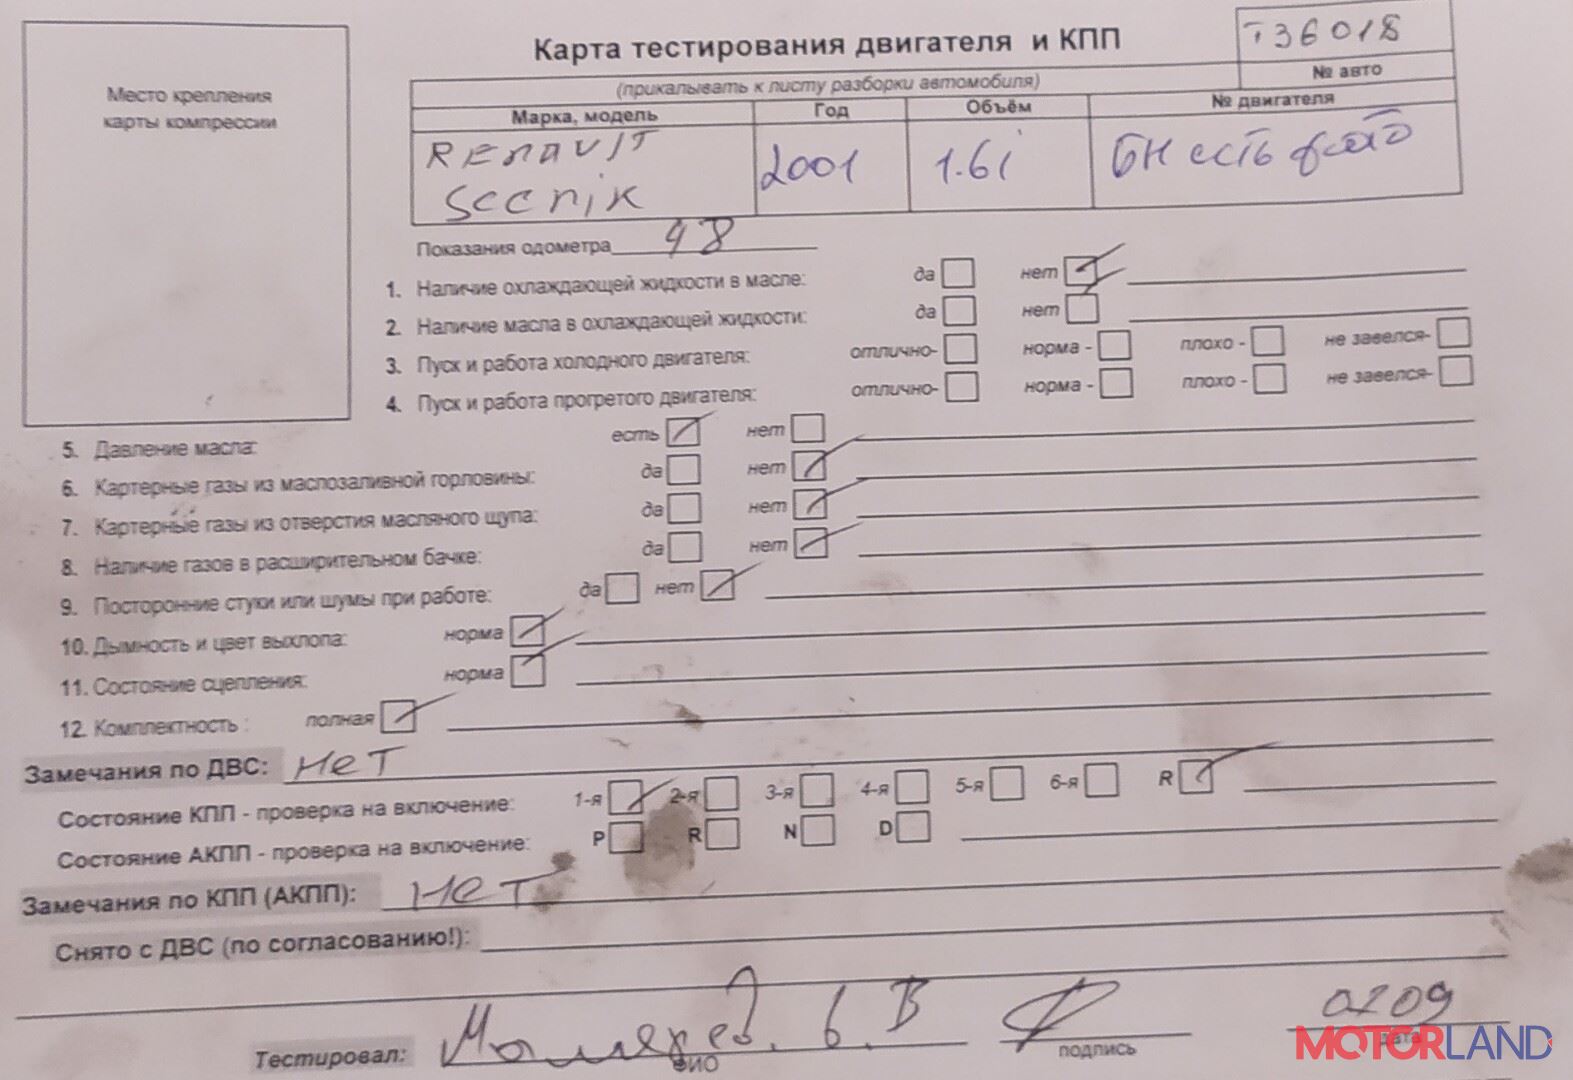 Место крепления
карты компрессии
Карта тестирования двигателя и КПП
Т36018
(прикалывать к листу разборки автомобиля)
№ авто
Марка, модель Год Объём № двигателя
RENAULT 2001 1.6i БН есть фото
Scenik
Показания одометра 48
1. Наличие охлаждающей жидкости в масле: да нет
2. Наличие масла в охлаждающей жидкости: да нет
3. Пуск и работа холодного двигателя: отлично- норма - плохо - не завелся-
4. Пуск и работа прогретого двигателя: отлично- норма - плохо - не завелся-
5. Давление масла: есть нет
6. Картерные газы из маслозаливной горловины: да нет
7. Картерные газы из отверстия масляного щупа: да нет
8. Наличие газов в расширительном бачке: да нет
9. Посторонние стуки или шумы при работе: да нет
10. Дымность и цвет выхлопа: норма
11. Состояние сцепления: норма
12. Комплектность : полная
Замечания по ДВС: Нет
Состояние КПП - проверка на включение: 1-я 2-я 3-я 4-я 5-я 6-я R
Состояние АКПП - проверка на включение: P R N D
Замечания по КПП (АКПП): Нет
Снято с ДВС (по согласованию!):
Тестировал: В. В 0209
ФИО подпись дата
MOTORLAND